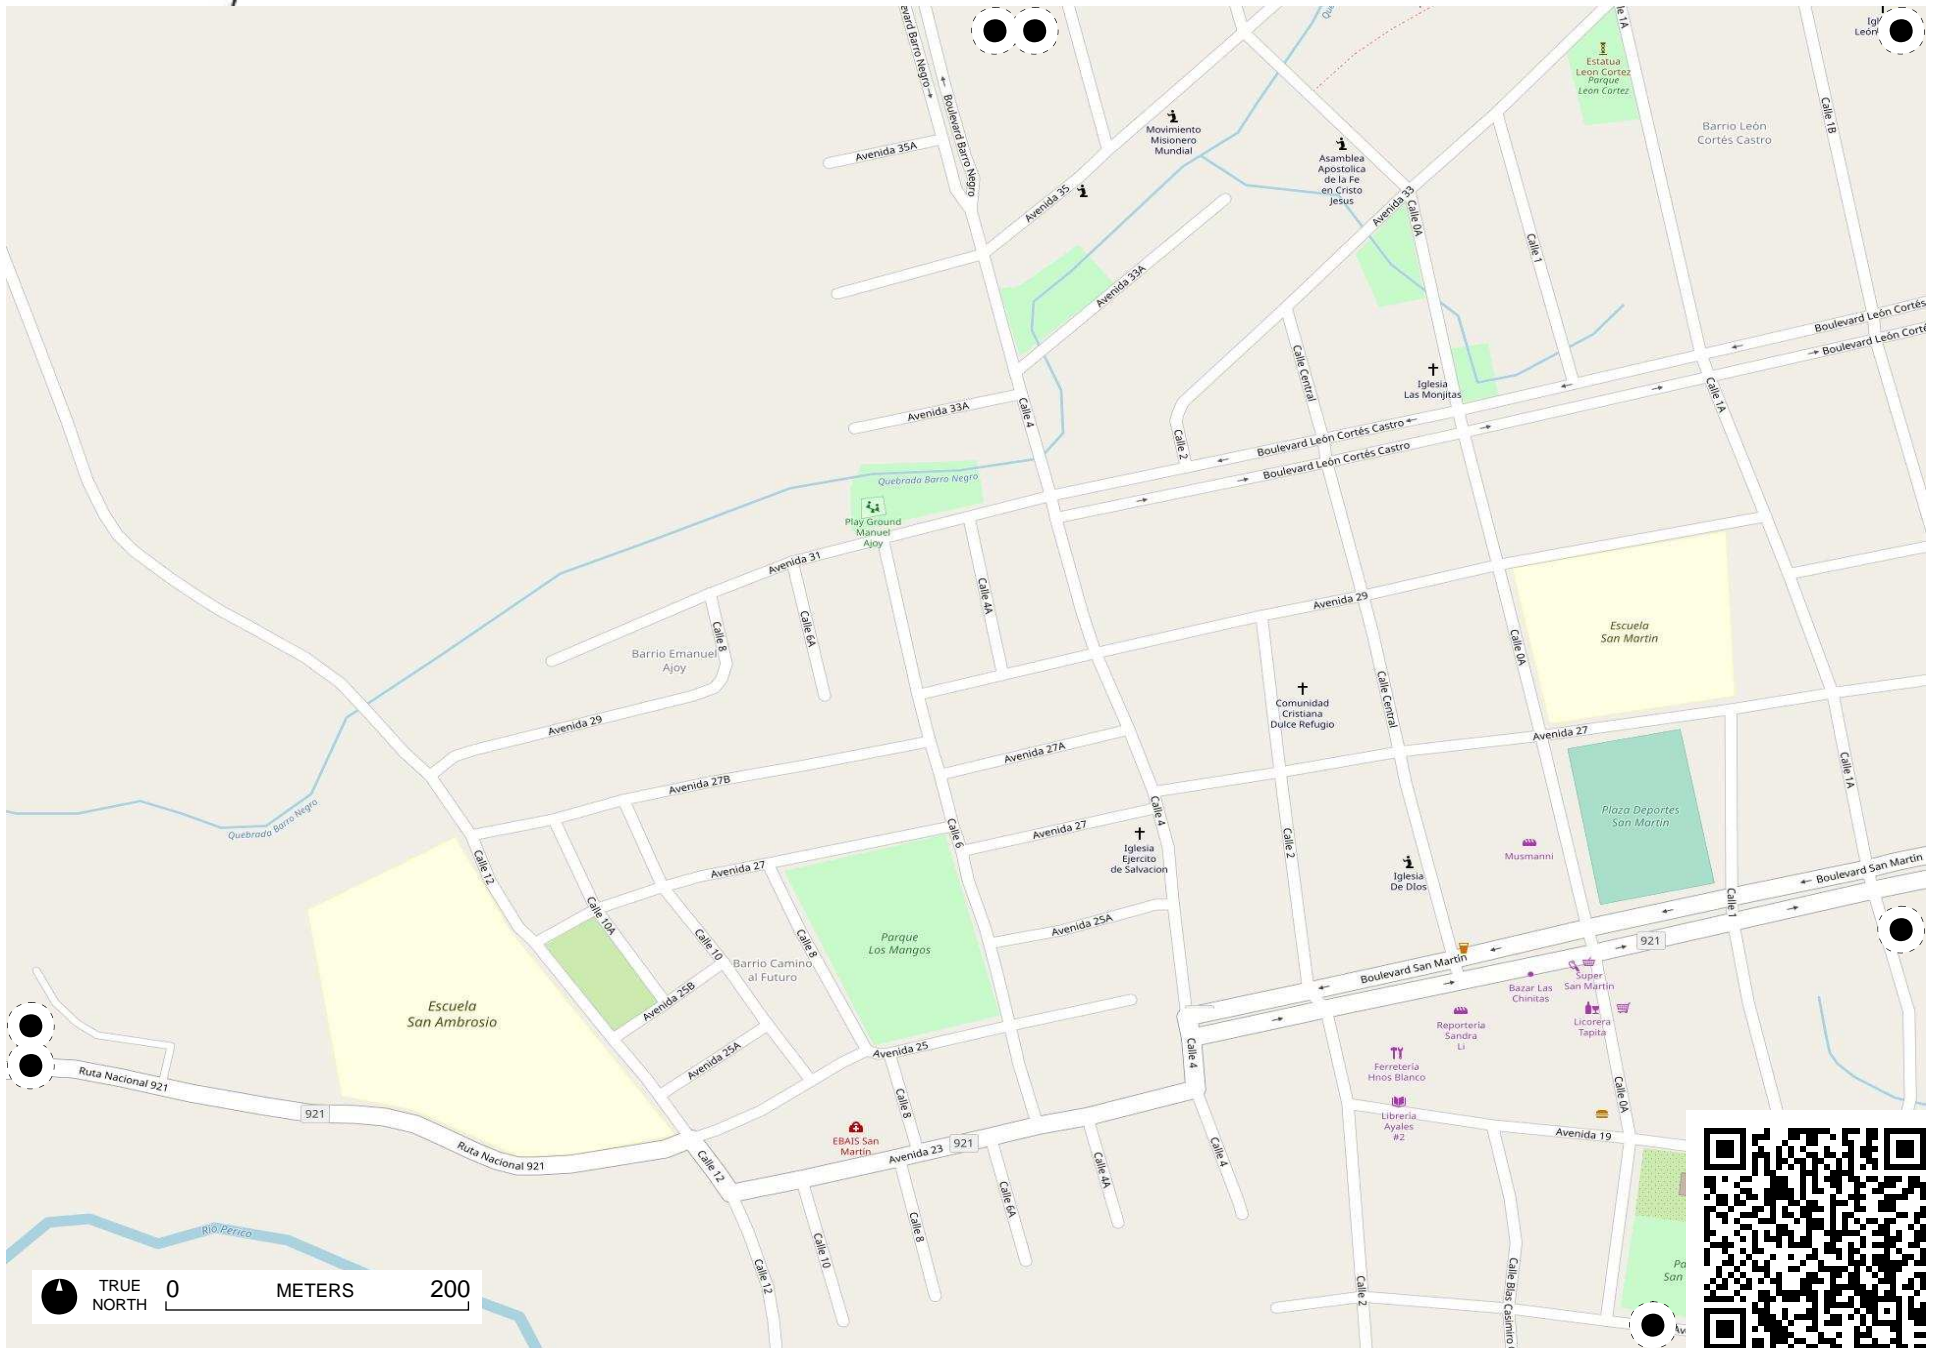 Boulevard Barro Negro
Calle 1A
Estatua
Leon Cortez
Parque
Leon Cortez
Barrio León
Cortés Castro
Calle 1B
Movimiento
Misionero
Mundial
Avenida 35A
Asamblea
Apostolica
de la Fe
en Cristo
Jesus
Avenida 35
Avenida 33
Calle 0A
Calle 1
Avenida 33A
Boulevard León Cortés
Boulevard León Corté
Calle Central
Iglesia
Las Monjitas
Calle 1A
Avenida 33A
Calle 4
Calle 2
Boulevard León Cortés Castro
Boulevard León Cortés Castro
Quebrada Barro Negro
Play Ground
Manuel
Ajoy
Avenida 31
Calle 4A
Avenida 29
Calle 6A
Calle 8
Barrio Emanuel
Ajoy
Calle 0A
Escuela
San Martin
Calle Central
Comunidad
Cristiana
Dulce Refugio
Avenida 29
Avenida 27
Avenida 27A
Avenida 27B
Calle 1A
Quebrada Barro Negro
Calle 4
Plaza Deportes
San Martin
Calle 6
Avenida 27
Calle 2
Iglesia
Ejercito
de Salvacion
Musmanni
Calle 12
Avenida 27
Iglesia
De DIos
Boulevard San Martín
Calle 1
Calle 10A
Avenida 25A
Calle 8
Calle 10
Parque
Los Mangos
921
Barrio Camino
al Futuro
Boulevard San Martín
Super
San Martin
Bazar Las
Chinitas
Avenida 25B
Escuela
San Ambrosio
Reporteria
Sandra
Li
Licorera
Tapita
Avenida 25
Calle 4
Avenida 25A
Ferretería
Hnos Blanco
Ruta Nacional 921
Calle 8
Calle 0A
921
Libreria
Ayales
#2
EBAIS San
Martín
Avenida 23
921
Avenida 19
Ruta Nacional 921
Calle 12
Calle 4
Calle 4A
Calle 6A
Calle 8
Calle 10
Río Perico
Calle 12
Calle 2
Calle Blas Casimiro
TRUE
NORTH
0 METERS 200